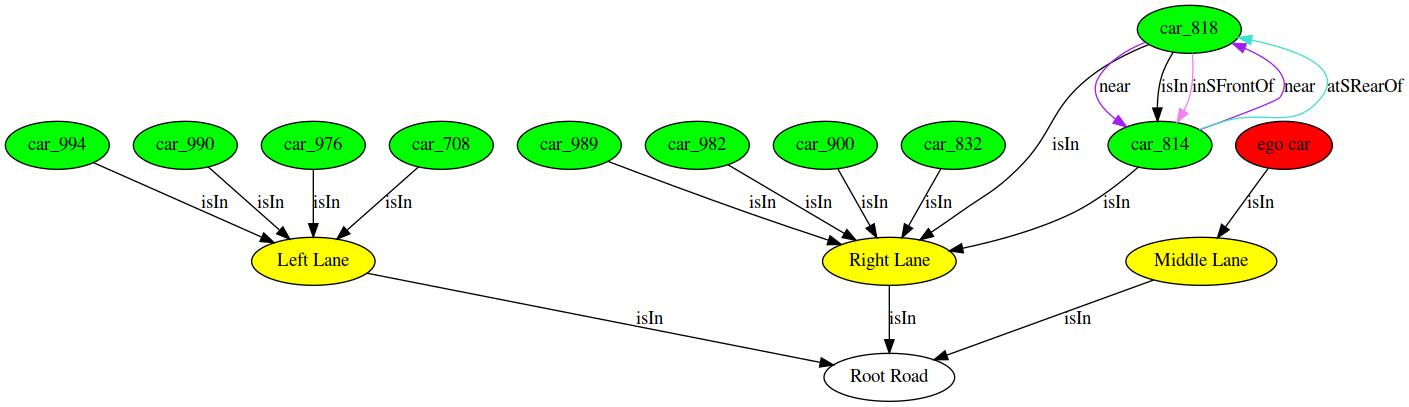 car_818
near
isIn
inSFrontOf
near
atSRearOf
car_994
car_990
car_976
car_708
car_989
car_982
car_900
car_832
isIn
car_814
ego car
isIn
isIn
isIn
isIn
isIn
isIn
isIn
isIn
isIn
isIn
Left Lane
Right Lane
Middle Lane
isIn
isIn
isIn
Root Road